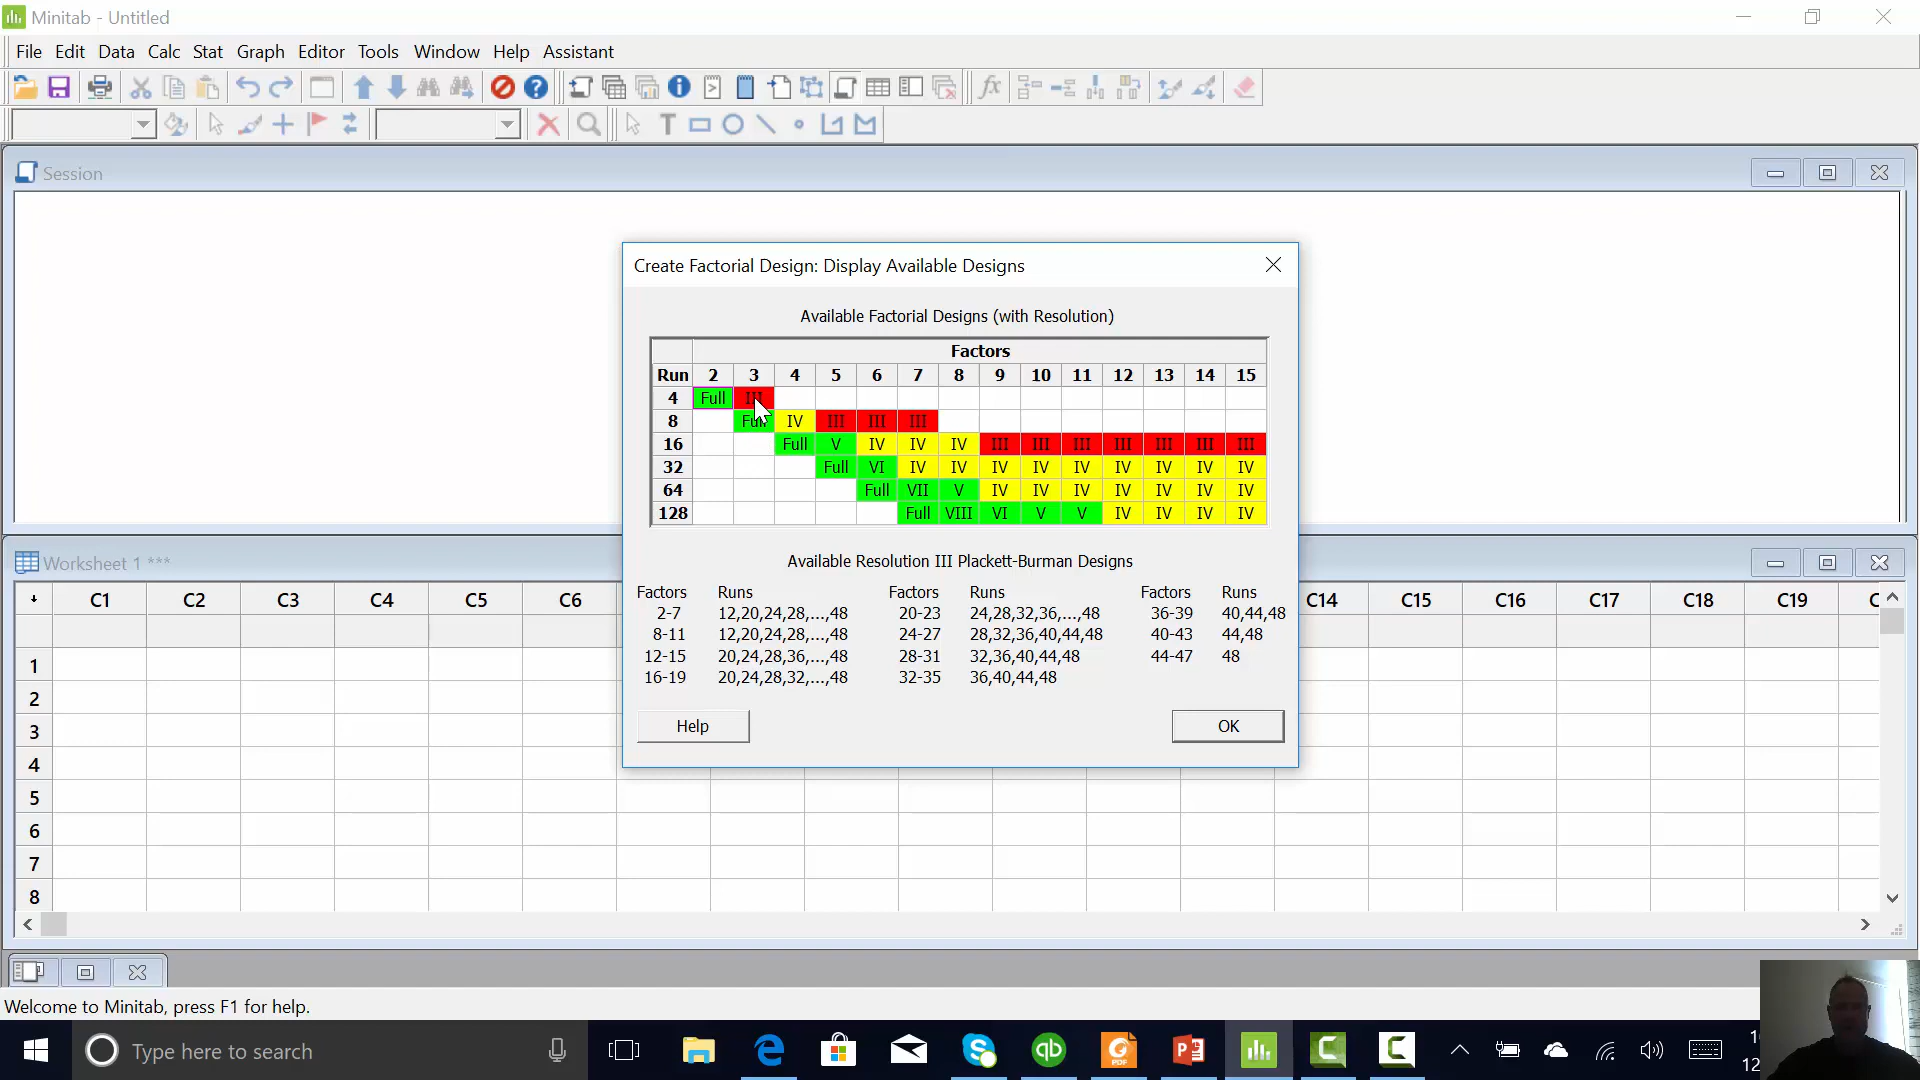 Minitab - Untitled
File Edit Data Calc Stat Graph Editor Tools Window Help Assistant
Session
Create Factorial Design: Display Available Designs
Available Factorial Designs (with Resolution)
Factors
Run 2 3 4 5 6 7 8 9 10 11 12 13 14 15
4 Full III
8 Full IV III III III
16 Full V IV IV IV III III III III III III III
32 Full VI IV IV IV IV IV IV IV IV IV
64 Full VII V IV IV IV IV IV IV IV
128 Full VIII VI V V IV IV IV IV
Available Resolution III Plackett-Burman Designs
Factors Runs Factors Runs Factors Runs
2-7 12,20,24,28,...,48 20-23 24,28,32,36,...,48 36-39 40,44,48
8-11 12,20,24,28,...,48 24-27 28,32,36,40,44,48 40-43 44,48
12-15 20,24,28,36,...,48 28-31 32,36,40,44,48 44-47 48
16-19 20,24,28,32,...,48 32-35 36,40,44,48
Help OK
Worksheet 1 ***
C1 C2 C3 C4 C5 C6 C14 C15 C16 C17 C18 C19
1
2
3
4
5
6
7
8
Welcome to Minitab, press F1 for help.
Type here to search